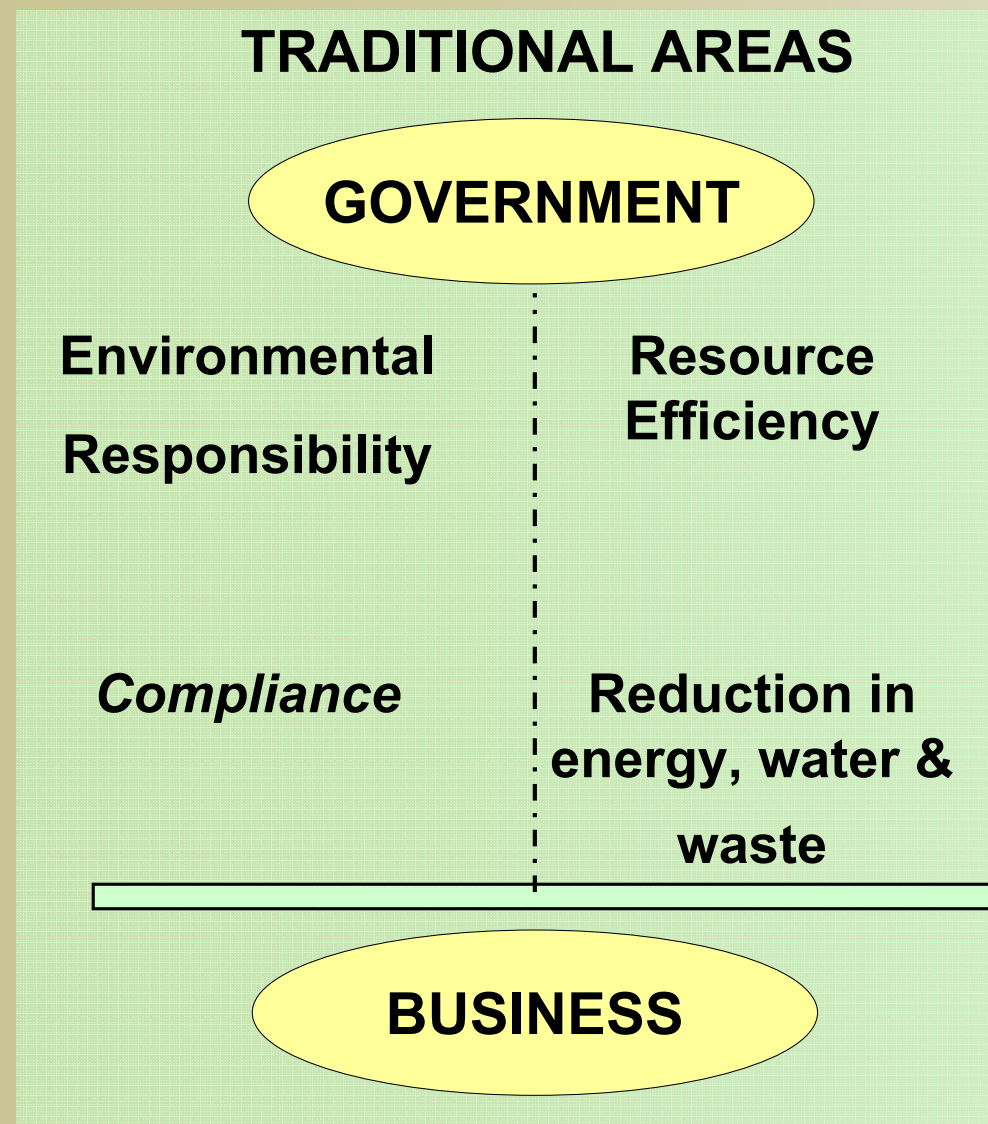 TRADITIONAL AREAS
GOVERNMENT
Environmental
Responsibility
Resource
Efficiency
Compliance
Reduction in
energy, water &
waste
BUSINESS